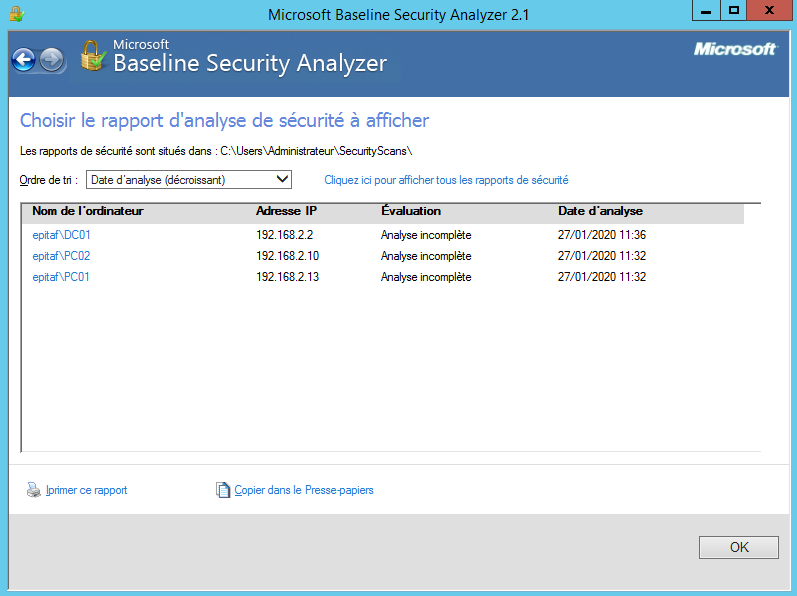 Microsoft Baseline Security Analyzer 2.1
Microsoft
Baseline Security Analyzer
Microsoft
Choisir le rapport d'analyse de sécurité à afficher
Les rapports de sécurité sont situés dans : C:\Users\Administrateur\SecurityScans\
Ordre de tri : Date d'analyse (décroissant) Cliquez ici pour afficher tous les rapports de sécurité
Nom de l'ordinateur Adresse IP Évaluation Date d'analyse
epitaf\DC01 192.168.2.2 Analyse incomplète 27/01/2020 11:36
epitaf\PC02 192.168.2.10 Analyse incomplète 27/01/2020 11:32
epitaf\PC01 192.168.2.13 Analyse incomplète 27/01/2020 11:32
Iprimer ce rapport Copier dans le Presse-papiers
OK